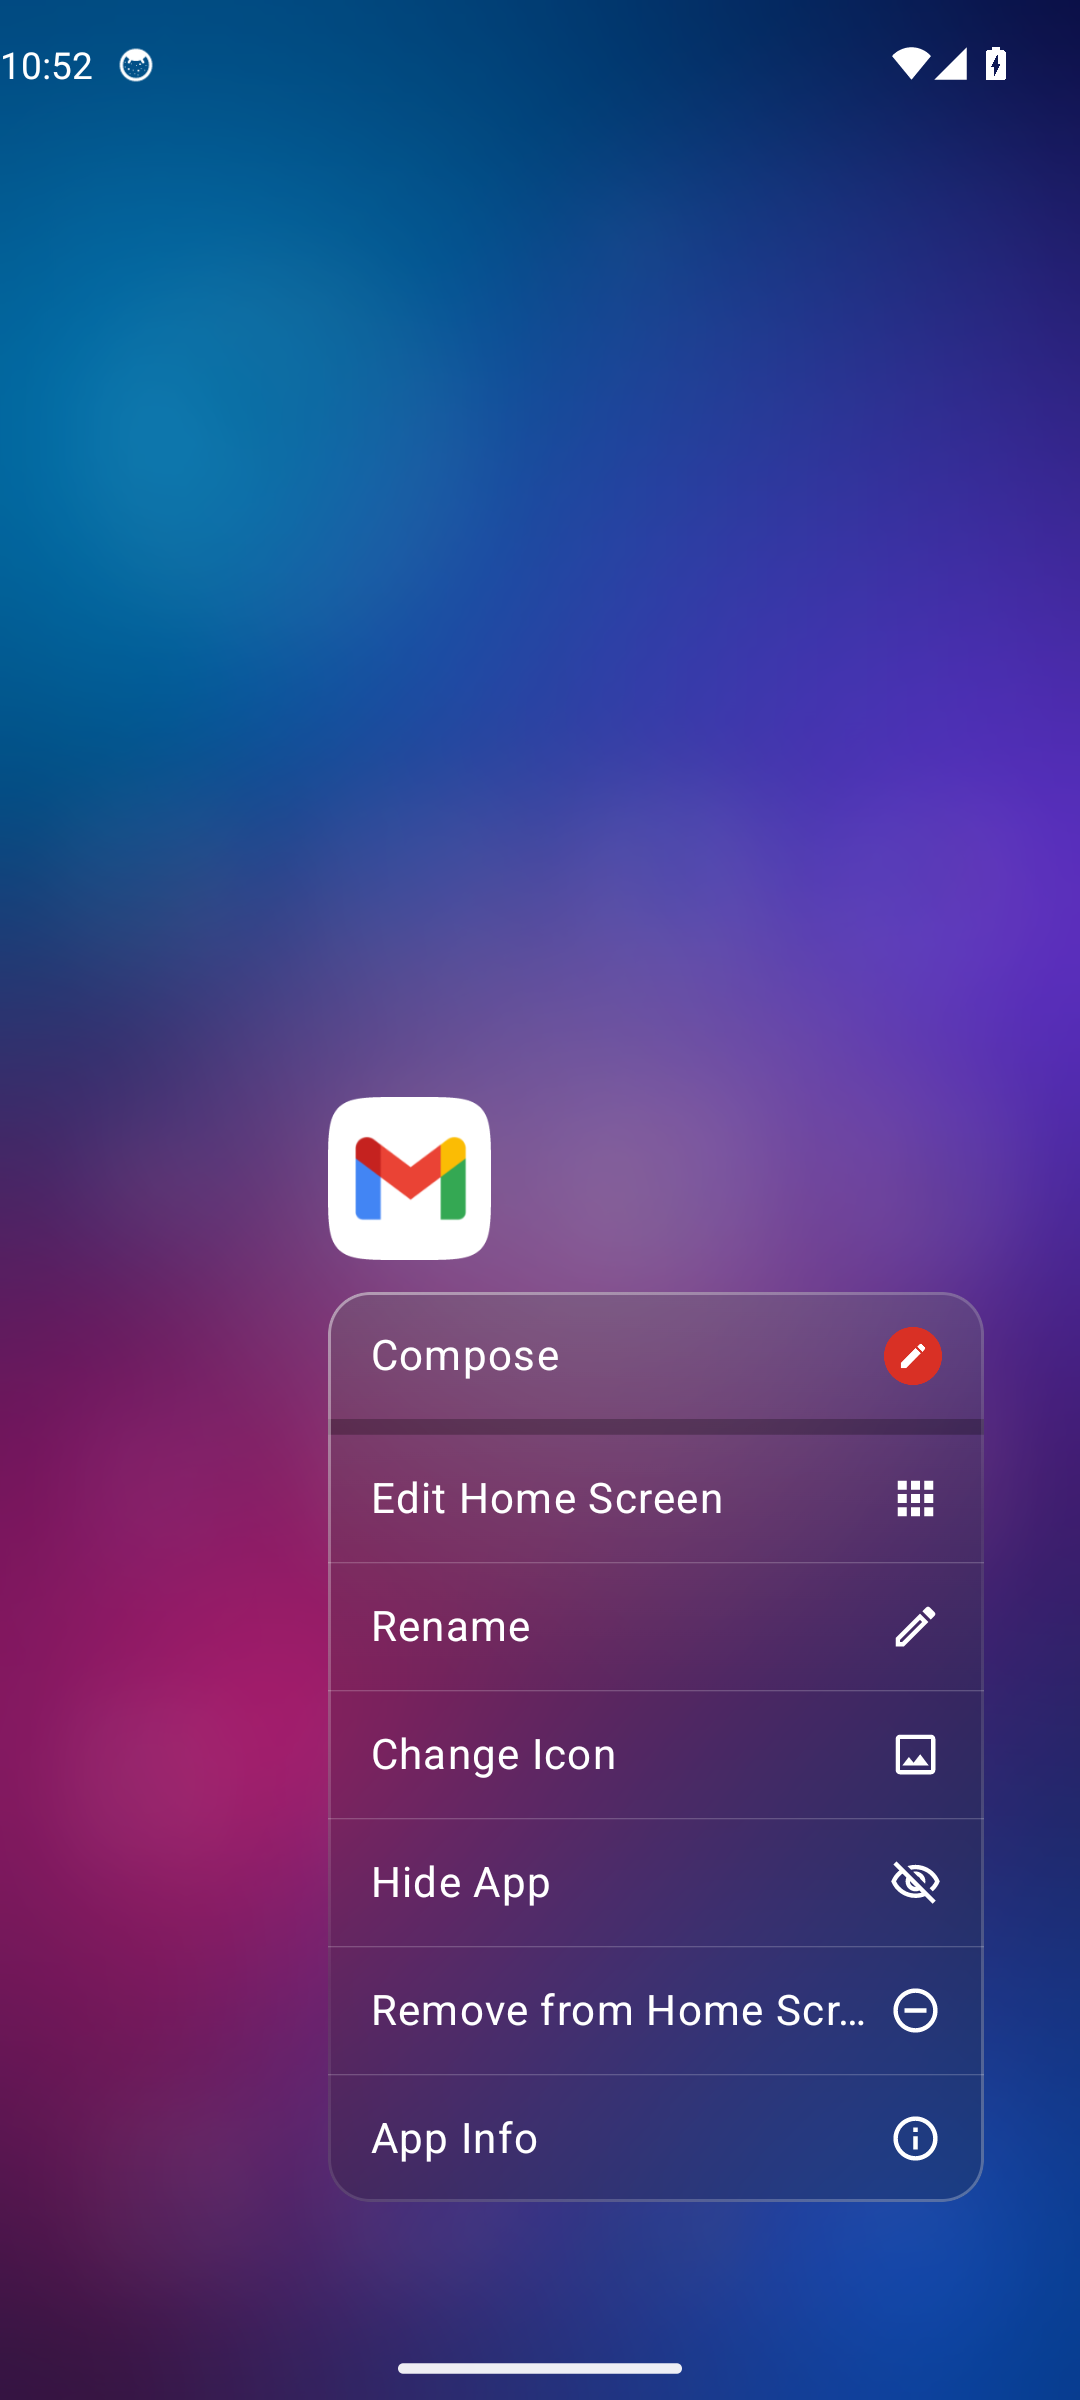 10:52
Compose
Edit Home Screen
Rename
Change Icon
Hide App
Remove from Home Scr...
App Info